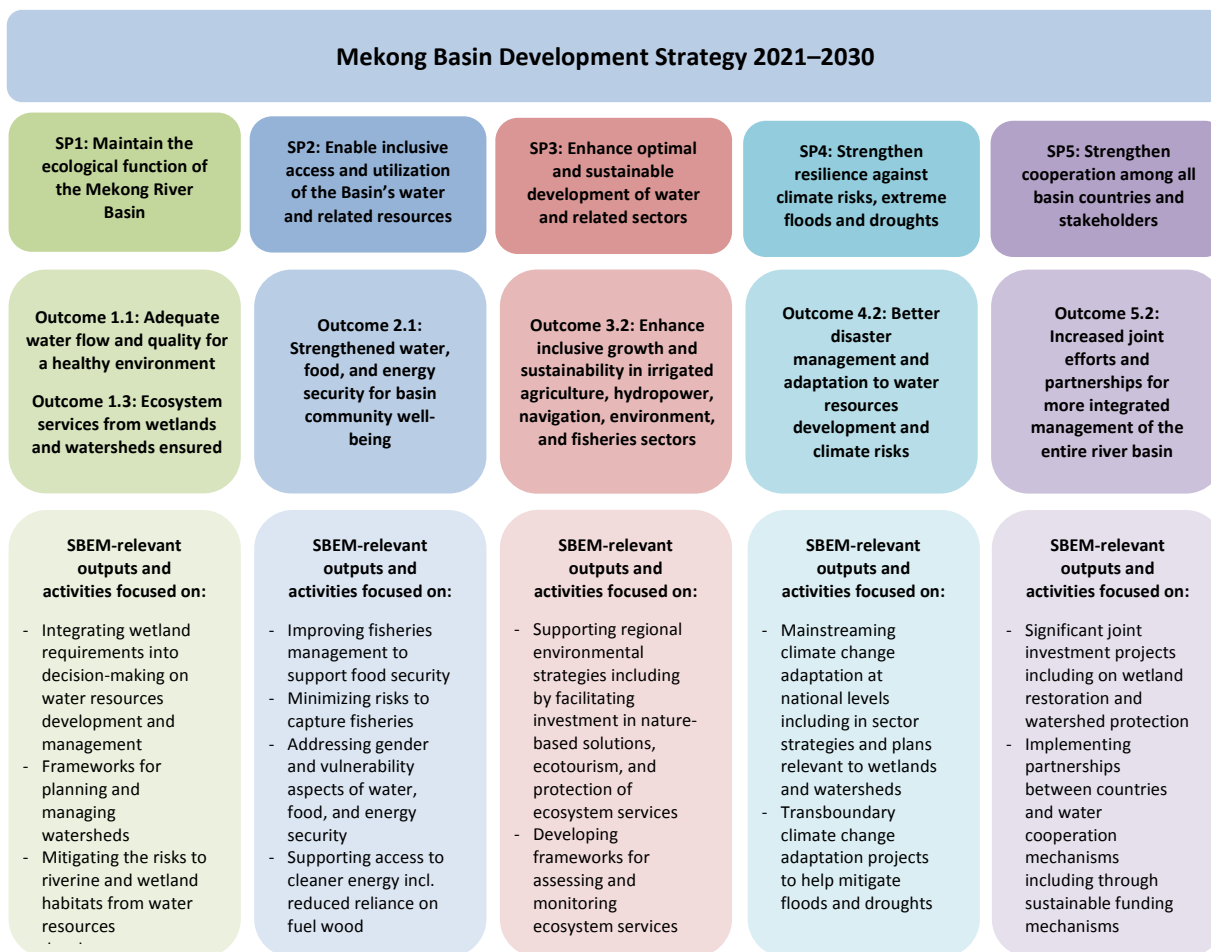 Mekong Basin Development Strategy 2021–2030
SP1: Maintain the
ecological function of
the Mekong River
Basin
SP2: Enable inclusive
access and utilization
of the Basin's water
and related resources
SP3: Enhance optimal
and sustainable
development of water
and related sectors
SP4: Strengthen
resilience against
climate risks, extreme
floods and droughts
SP5: Strengthen
cooperation among all
basin countries and
stakeholders
Outcome 1.1: Adequate
water flow and quality for
a healthy environment
Outcome 1.3: Ecosystem
services from wetlands
and watersheds ensured
Outcome 2.1:
Strengthened water,
food, and energy
security for basin
community well-
being
Outcome 3.2: Enhance
inclusive growth and
sustainability in irrigated
agriculture, hydropower,
navigation, environment,
and fisheries sectors
Outcome 4.2: Better
disaster
management and
adaptation to water
resources
development and
climate risks
Outcome 5.2:
Increased joint
efforts and
partnerships for
more integrated
management of the
entire river basin
SBEM-relevant
outputs and
activities focused on:
- Integrating wetland
requirements into
decision-making on
water resources
development and
management
- Frameworks for
planning and
managing
watersheds
- Mitigating the risks to
riverine and wetland
habitats from water
resources
SBEM-relevant
outputs and
activities focused on:
- Improving fisheries
management to
support food security
- Minimizing risks to
capture fisheries
- Addressing gender
and vulnerability
aspects of water,
food, and energy
security
- Supporting access to
cleaner energy incl.
reduced reliance on
fuel wood
SBEM-relevant
outputs and
activities focused on:
- Supporting regional
environmental
strategies including
by facilitating
investment in nature-
based solutions,
ecotourism, and
protection of
ecosystem services
- Developing
frameworks for
assessing and
monitoring
ecosystem services
SBEM-relevant
outputs and
activities focused on:
- Mainstreaming
climate change
adaptation at
national levels
including in sector
strategies and plans
relevant to wetlands
and watersheds
- Transboundary
climate change
adaptation projects
to help mitigate
floods and droughts
SBEM-relevant
outputs and
activities focused on:
- Significant joint
investment projects
including on wetland
restoration and
watershed protection
- Implementing
partnerships
between countries
and water
cooperation
mechanisms
including through
sustainable funding
mechanisms